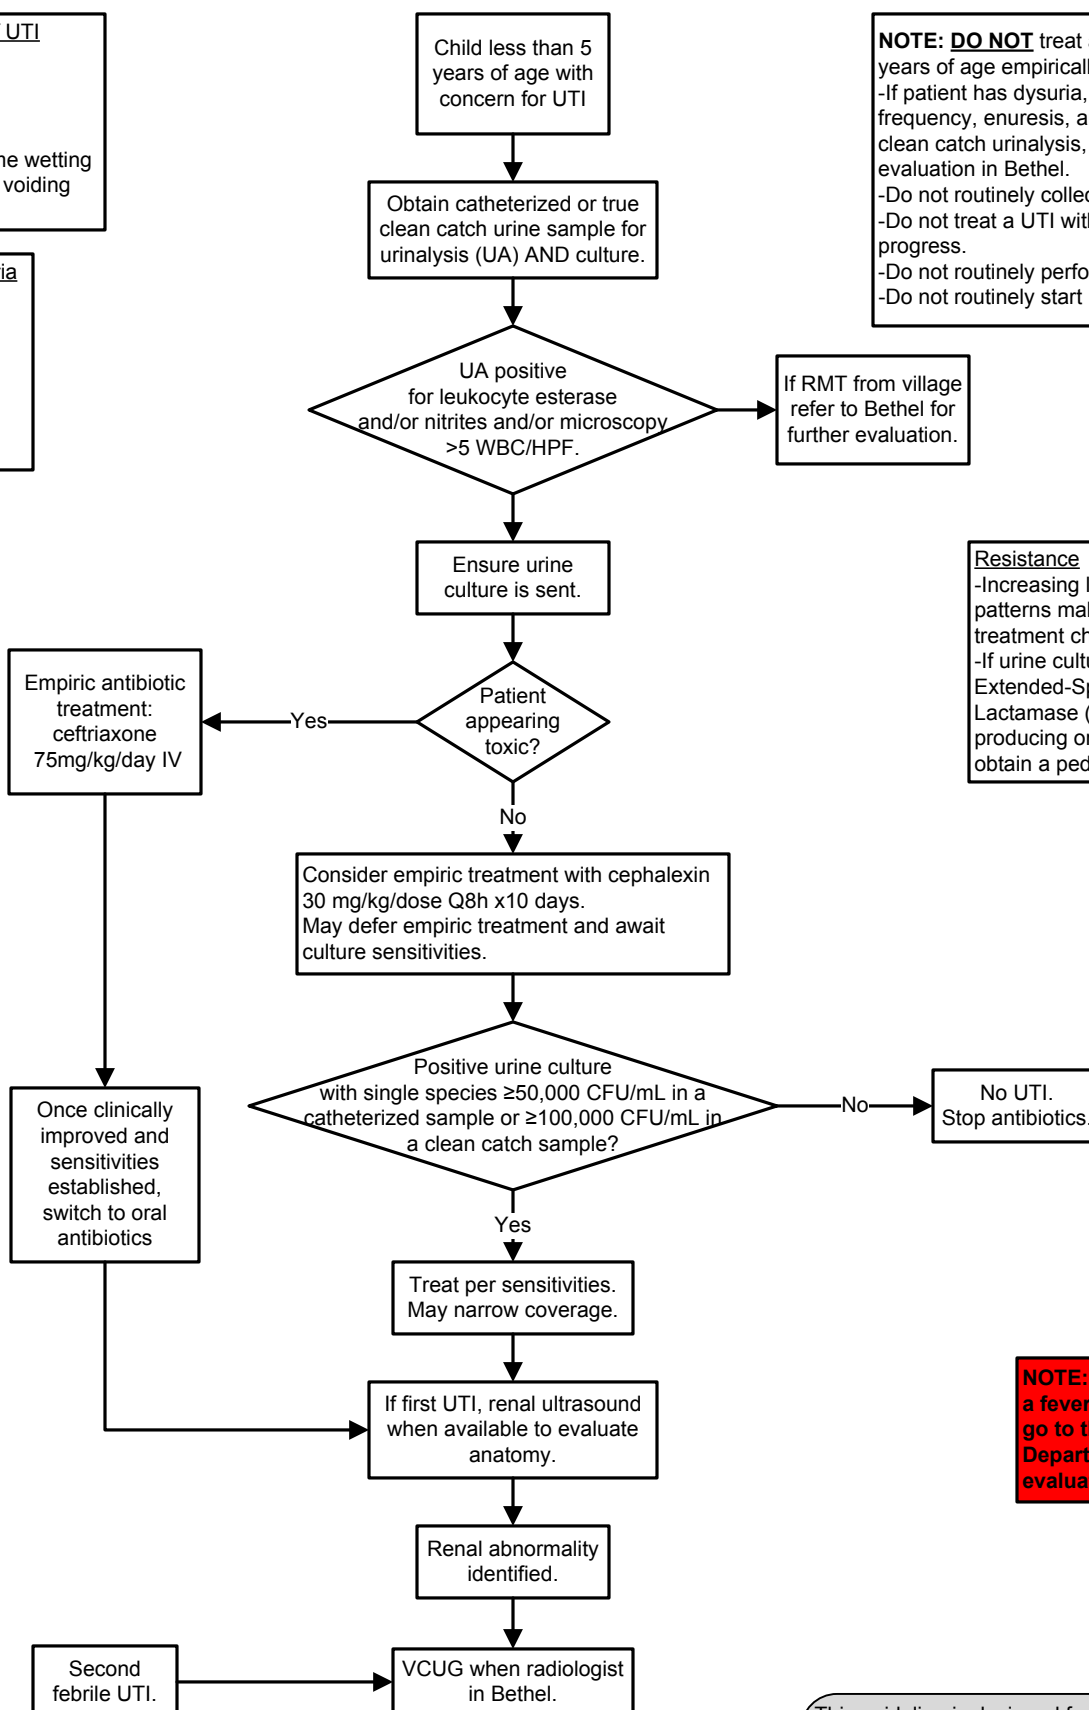 UTI
ne wetting
voiding
ia
Child less than 5
years of age with
concern for UTI
NOTE: DO NOT treat
years of age empirical
-If patient has dysuria,
frequency, enuresis, a
clean catch urinalysis,
evaluation in Bethel.
-Do not routinely collec
-Do not treat a UTI with
progress.
-Do not routinely perfo
-Do not routinely start
Obtain catheterized or true
clean catch urine sample for
urinalysis (UA) AND culture.
UA positive
for leukocyte esterase
and/or nitrites and/or microscopy
>5 WBC/HPF.
If RMT from village
refer to Bethel for
further evaluation.
Ensure urine
culture is sent.
Resistance
-Increasing
patterns mak
treatment ch
-If urine cultu
Extended-Sp
Lactamase (
producing or
obtain a ped
Patient
appearing
toxic?
Yes
Empiric antibiotic
treatment:
ceftriaxone
75mg/kg/day IV
No
Consider empiric treatment with cephalexin
30 mg/kg/dose Q8h x10 days.
May defer empiric treatment and await
culture sensitivities.
Positive urine culture
with single species ≥50,000 CFU/mL in a
catheterized sample or ≥100,000 CFU/mL in
a clean catch sample?
No
No UTI.
Stop antibiotics.
Once clinically
improved and
sensitivities
established,
switch to oral
antibiotics
Yes
Treat per sensitivities.
May narrow coverage.
If first UTI, renal ultrasound
when available to evaluate
anatomy.
NOTE:
a fever
go to t
Depart
evalua
Renal abnormality
identified.
Second
febrile UTI.
VCUG when radiologist
in Bethel.
This guideline is designed f